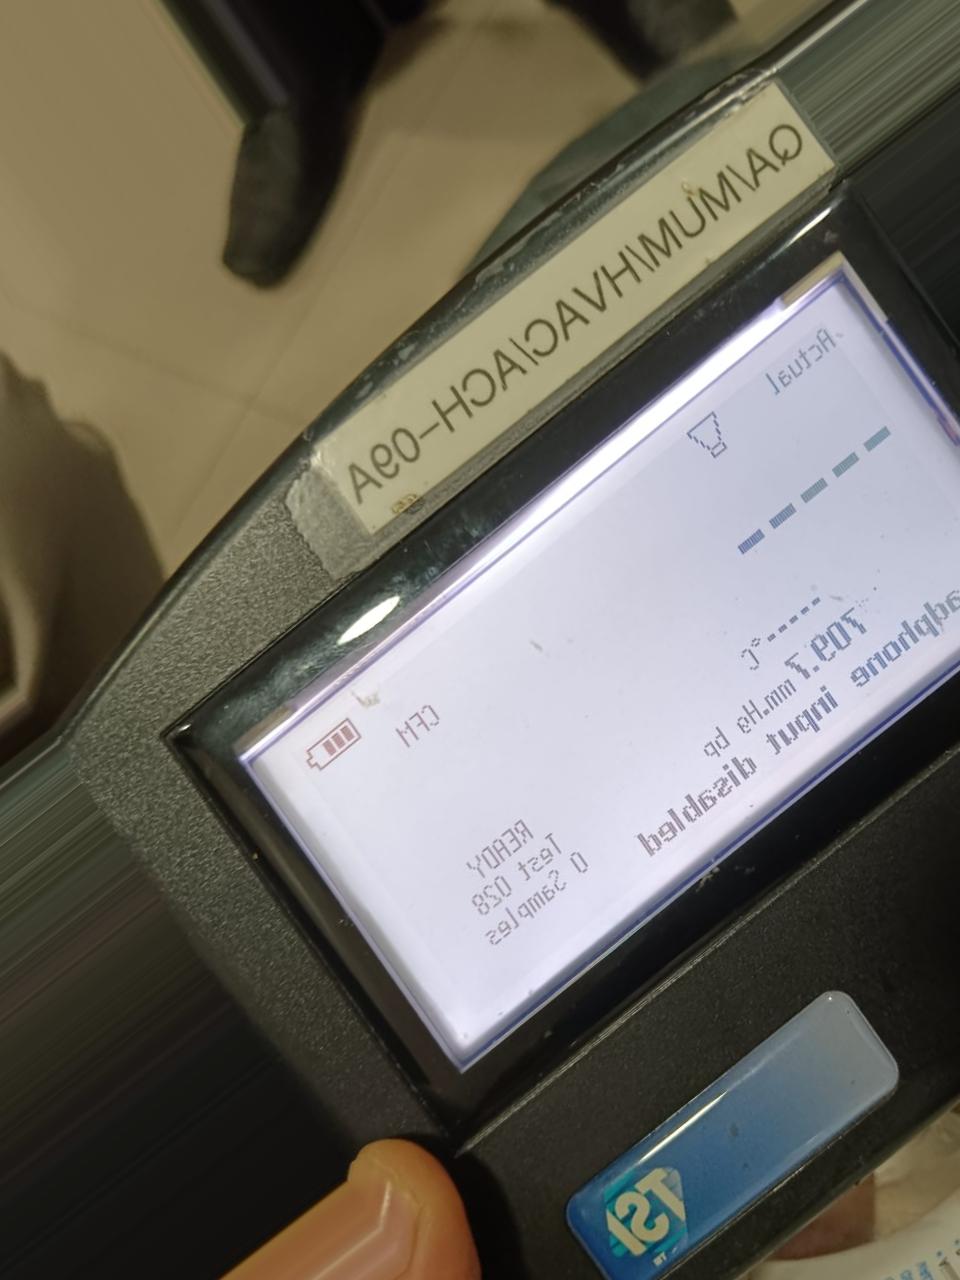 QA/MUM/HVAC/ACH-09A
Actual
CFM
-----
-----°C
709.7 mm.Hg bp
input disabled
READY
Test 028
0 Samples
TSI
TM